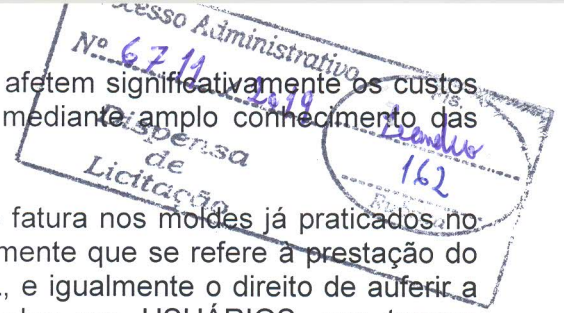 Processo Administrativo
Nº 6711 2019
Dispensa
de
Licitação
Fls.
Leandro
162
afetem significativamente os custos
mediante amplo conhecimento das
fatura nos moldes já praticados no
mente que se refere à prestação do
, e igualmente o direito de auferir a
USUÁRIOS